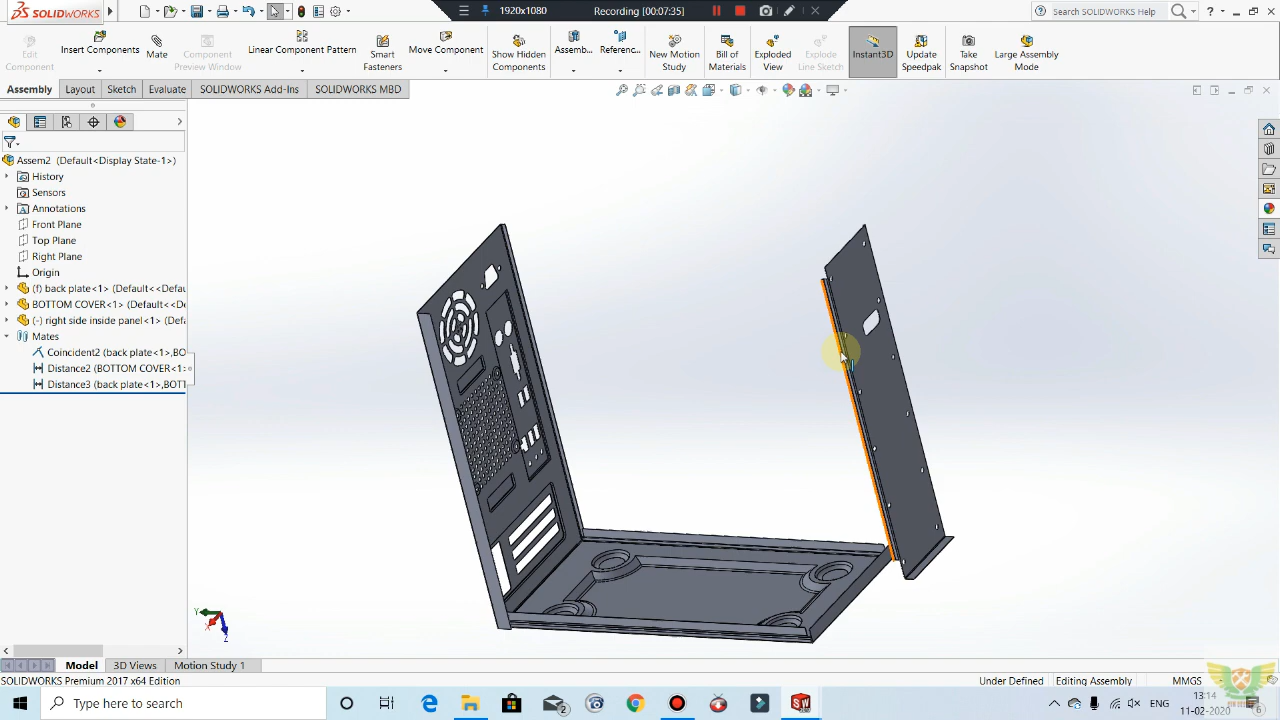 SOLIDWORKS
1920x1080
Recording [00:07:35]
Search SOLIDWORKS Help
Edit Component
Insert Components
Mate
Component Preview Window
Linear Component Pattern
Smart Fasteners
Move Component
Show Hidden Components
Assemb...
Referenc...
New Motion Study
Bill of Materials
Exploded View
Explode Line Sketch
Instant3D
Update Speedpak
Take Snapshot
Large Assembly Mode
Assembly
Layout
Sketch
Evaluate
SOLIDWORKS Add-Ins
SOLIDWORKS MBD
Assem2 (Default<Display State-1>)
History
Sensors
Annotations
Front Plane
Top Plane
Right Plane
Origin
(f) back plate<1> (Default<<Defau
BOTTOM COVER<1> (Default<<De
(-) right side inside panel<1> (Defa
Mates
Coincident2 (back plate<1>,BO
Distance2 (BOTTOM COVER<1>
Distance3 (back plate<1>,BOTT
Y
X
Z
Model
3D Views
Motion Study 1
SOLIDWORKS Premium 2017 x64 Edition
Under Defined
Editing Assembly
MMGS
Type here to search
2
SW
ENG
13:14
11-02-2020
6